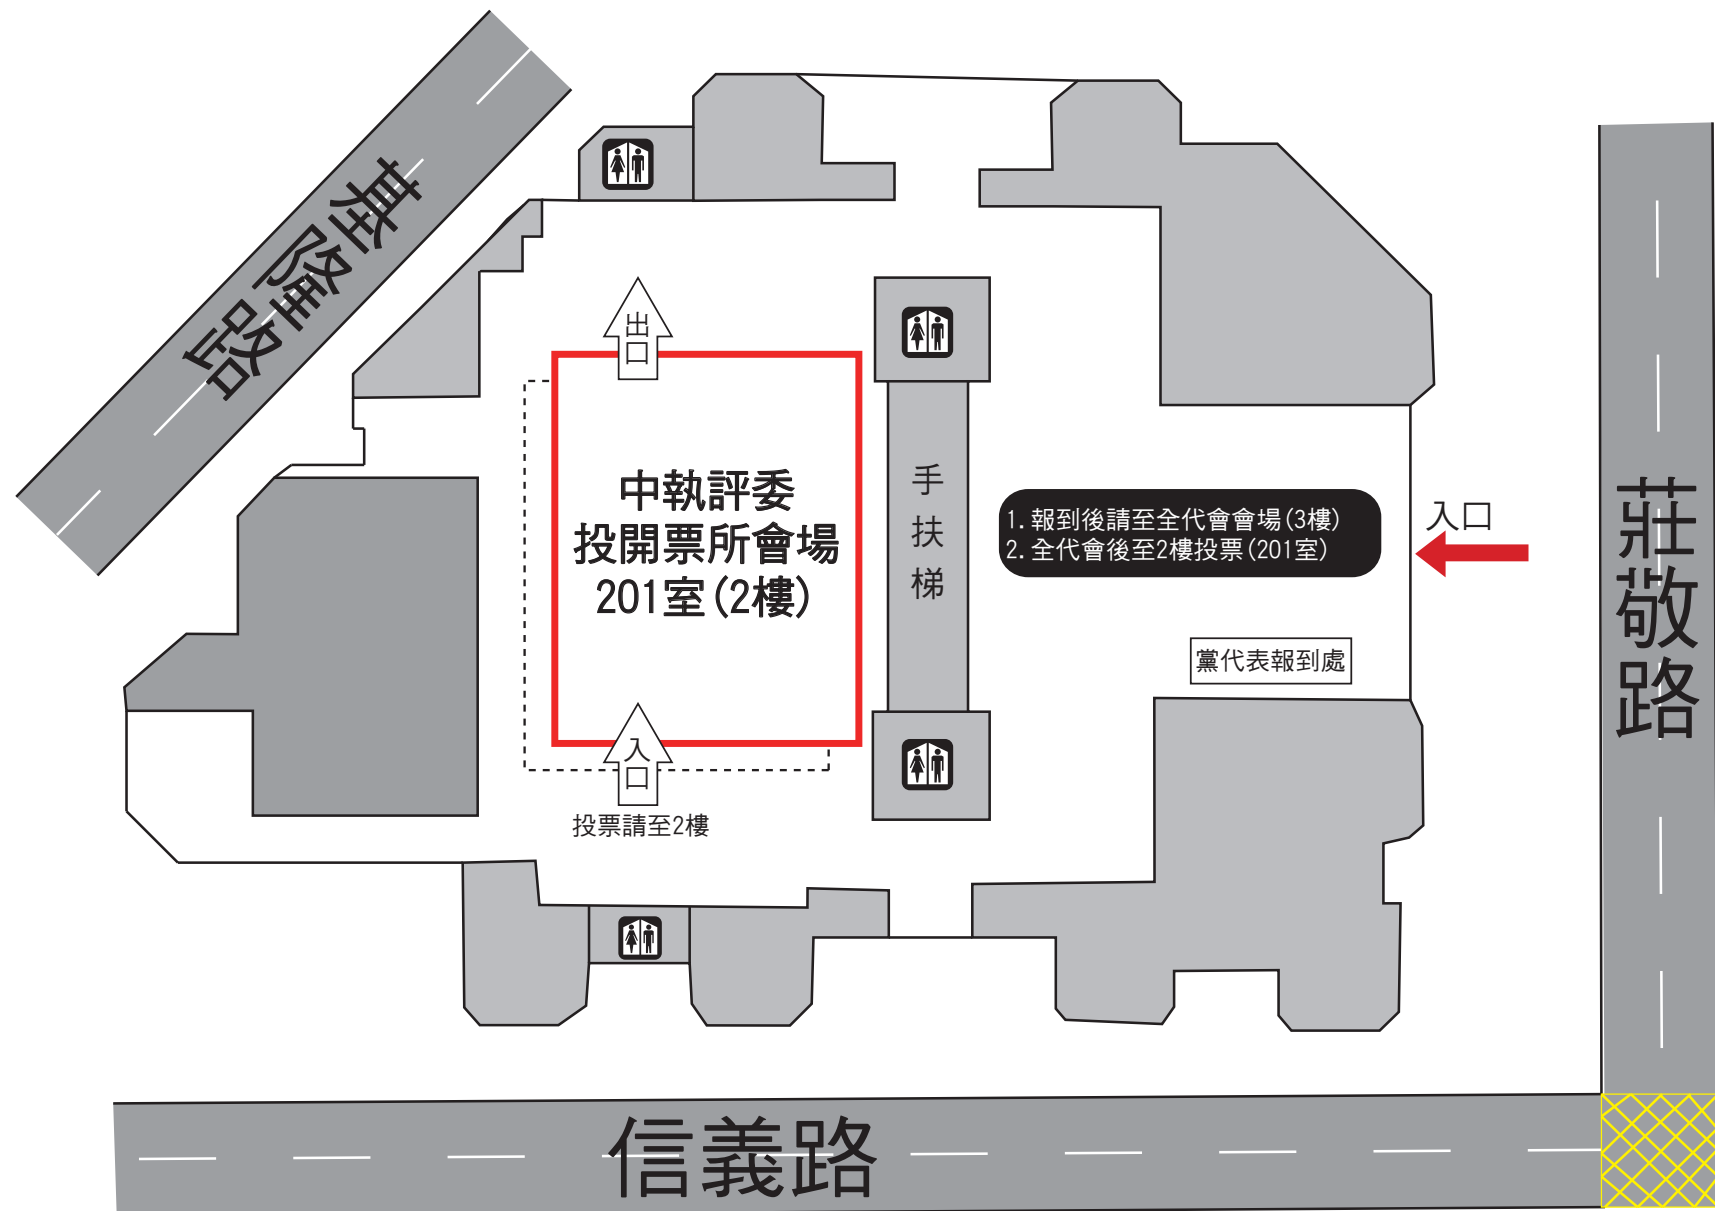 基隆路
出口
中執評委
投開票所會場
201室(2樓)
入口
投票請至2樓
手扶梯
1.報到後請至全代會會場(3樓)
2.全代會後至2樓投票(201室)
入口
黨代表報到處
莊敬路
信義路